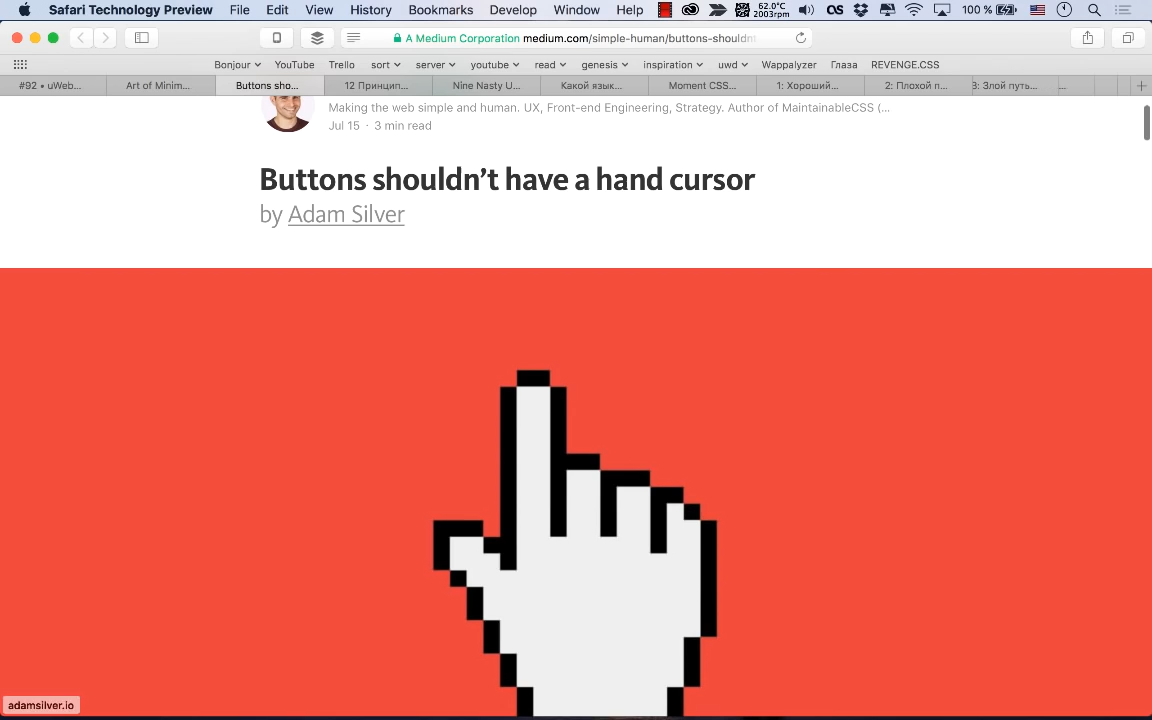 Safari Technology Preview File Edit View History Bookmarks Develop Window Help 62.0°C 2003rpm 100 %
A Medium Corporation medium.com/simple-human/buttons-shouldnt
Bonjour YouTube Trello sort server youtube read genesis inspiration uwd Wappalyzer Глаза REVENGE.CSS
#92 • uWeb... Art of Minim... Buttons sho... 12 Принцип... Nine Nasty U... Какой язык... Moment CSS... 1: Хороший... 2: Плохой п... 3: Злой путь... ...
Making the web simple and human. UX, Front-end Engineering, Strategy. Author of MaintainableCSS (...
Jul 15 · 3 min read
Buttons shouldn’t have a hand cursor
by Adam Silver
adamsilver.io